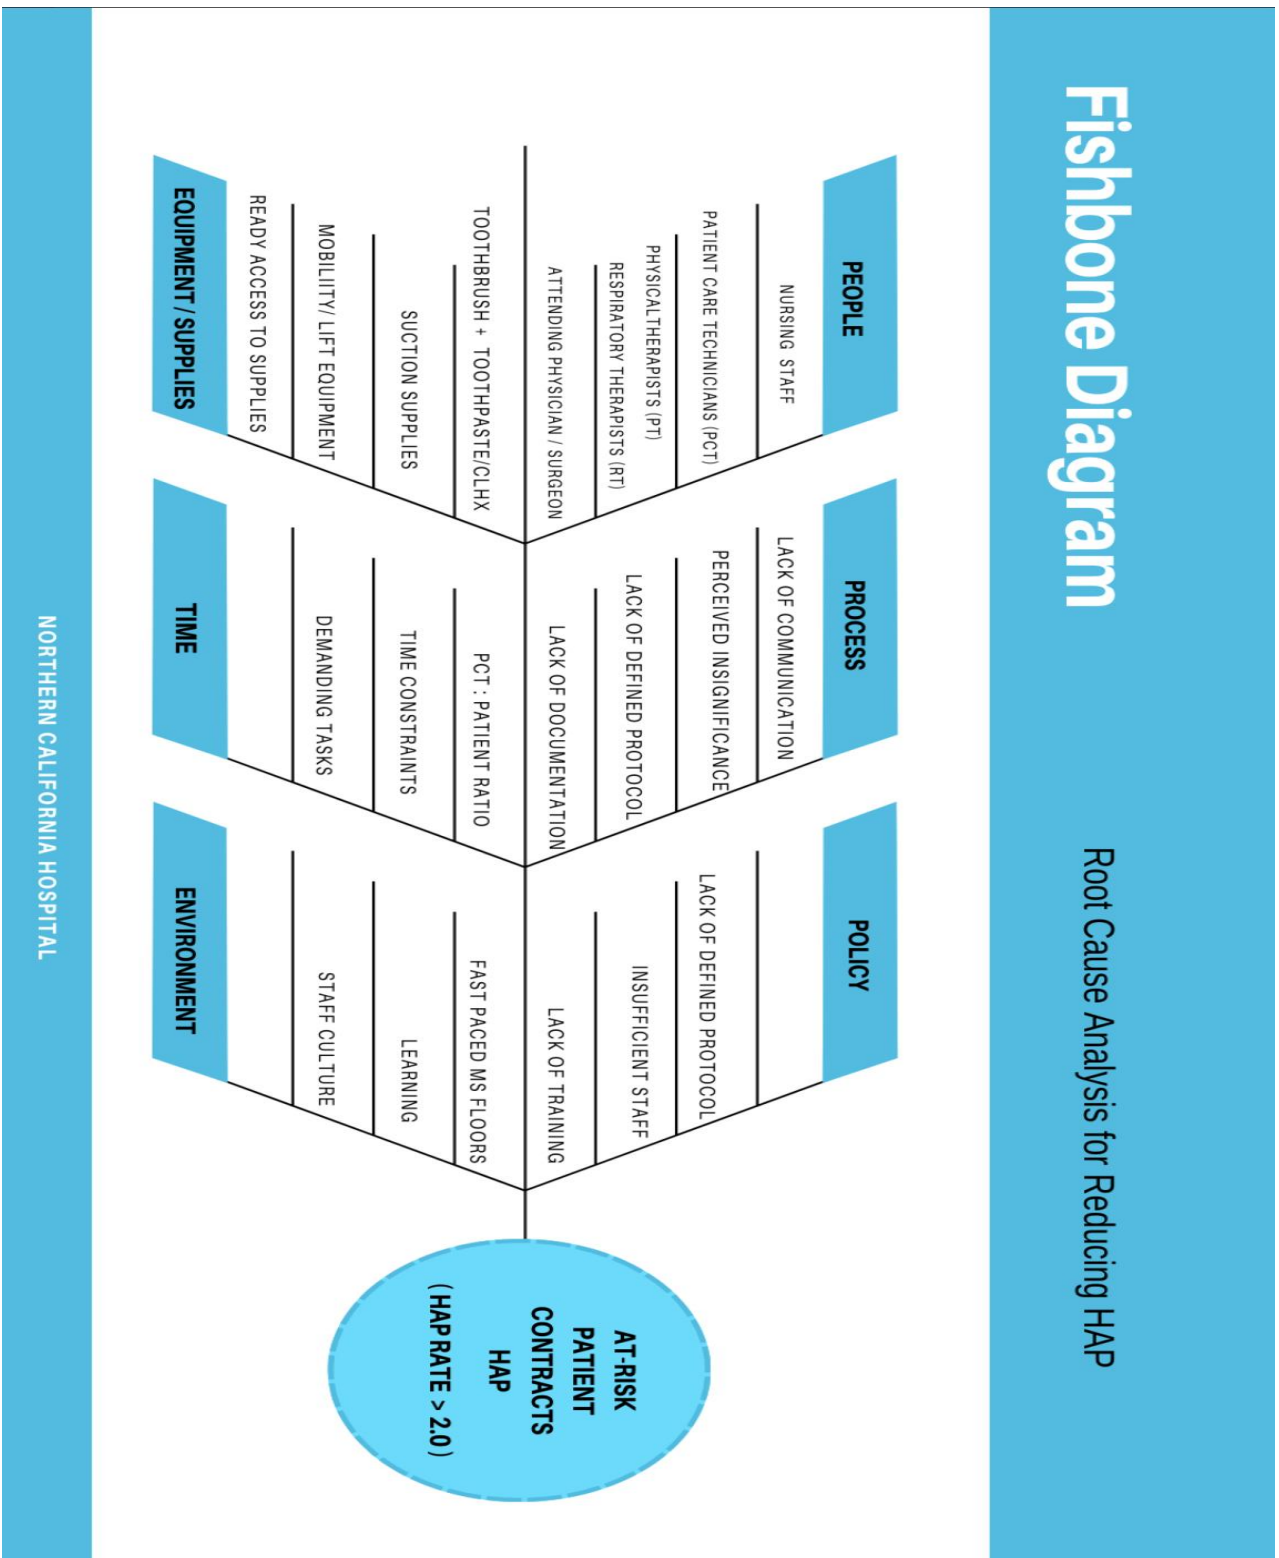 Fishbone Diagram
Root Cause Analysis for Reducing HAP
PEOPLE
NURSING STAFF
PATIENT CARE TECHNICIANS (PCT)
PHYSICALTHERAPISTS (PT)
RESPIRATORY THERAPISTS (RT)
ATTENDING PHYSICIAN / SURGEON
PROCESS
LACK OF COMMUNICATION
PERCEIVED INSIGNIFICANCE
LACK OF DEFINED PROTOCOL
LACK OF DOCUMENTATION
POLICY
LACK OF DEFINED PROTOCOL
INSUFFICIENT STAFF
LACK OF TRAINING
TOOTHBRUSH + TOOTHPASTE/CLHX
SUCTION SUPPLIES
MOBILIITY/ LIFT EQUIPMENT
READY ACCESS TO SUPPLIES
EQUIPMENT / SUPPLIES
PCT : PATIENT RATIO
TIME CONSTRAINTS
DEMANDING TASKS
TIME
FAST PACED MS FLOORS
LEARNING
STAFF CULTURE
ENVIRONMENT
AT-RISK
PATIENT
CONTRACTS
HAP
( HAP RATE > 2.0 )
NORTHERN CALIFORNIA HOSPITAL